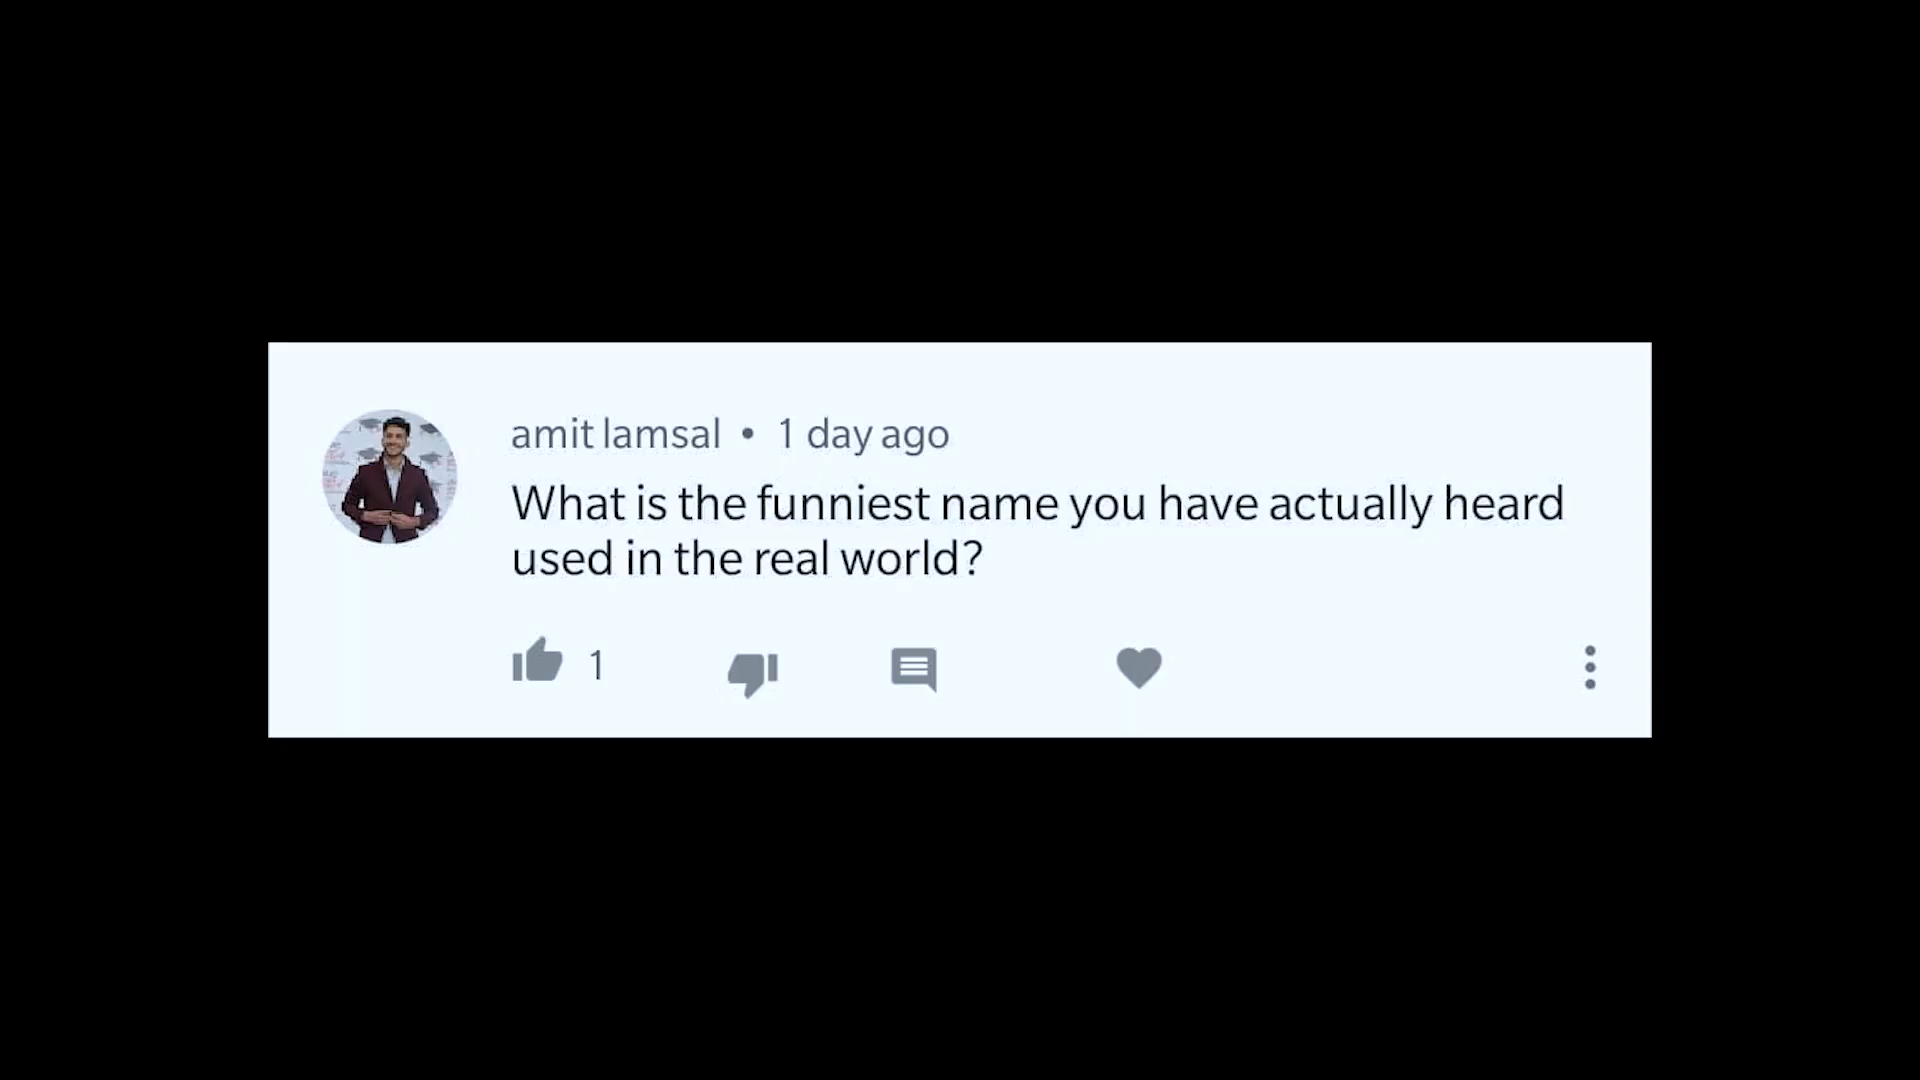 amit lamsal • 1 day ago
What is the funniest name you have actually heard
used in the real world?
1